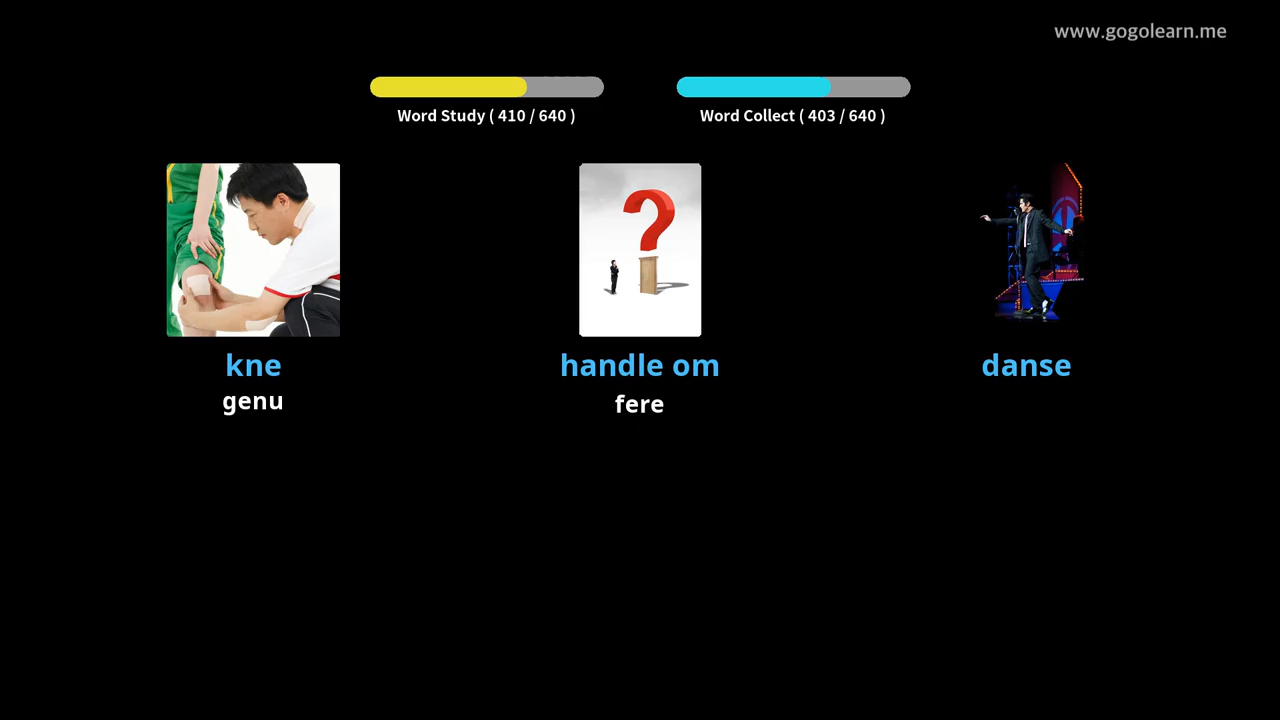 www.gogolearn.me
Word Study ( 410 / 640 )
Word Collect ( 403 / 640 )
kne
genu
handle om
fere
danse